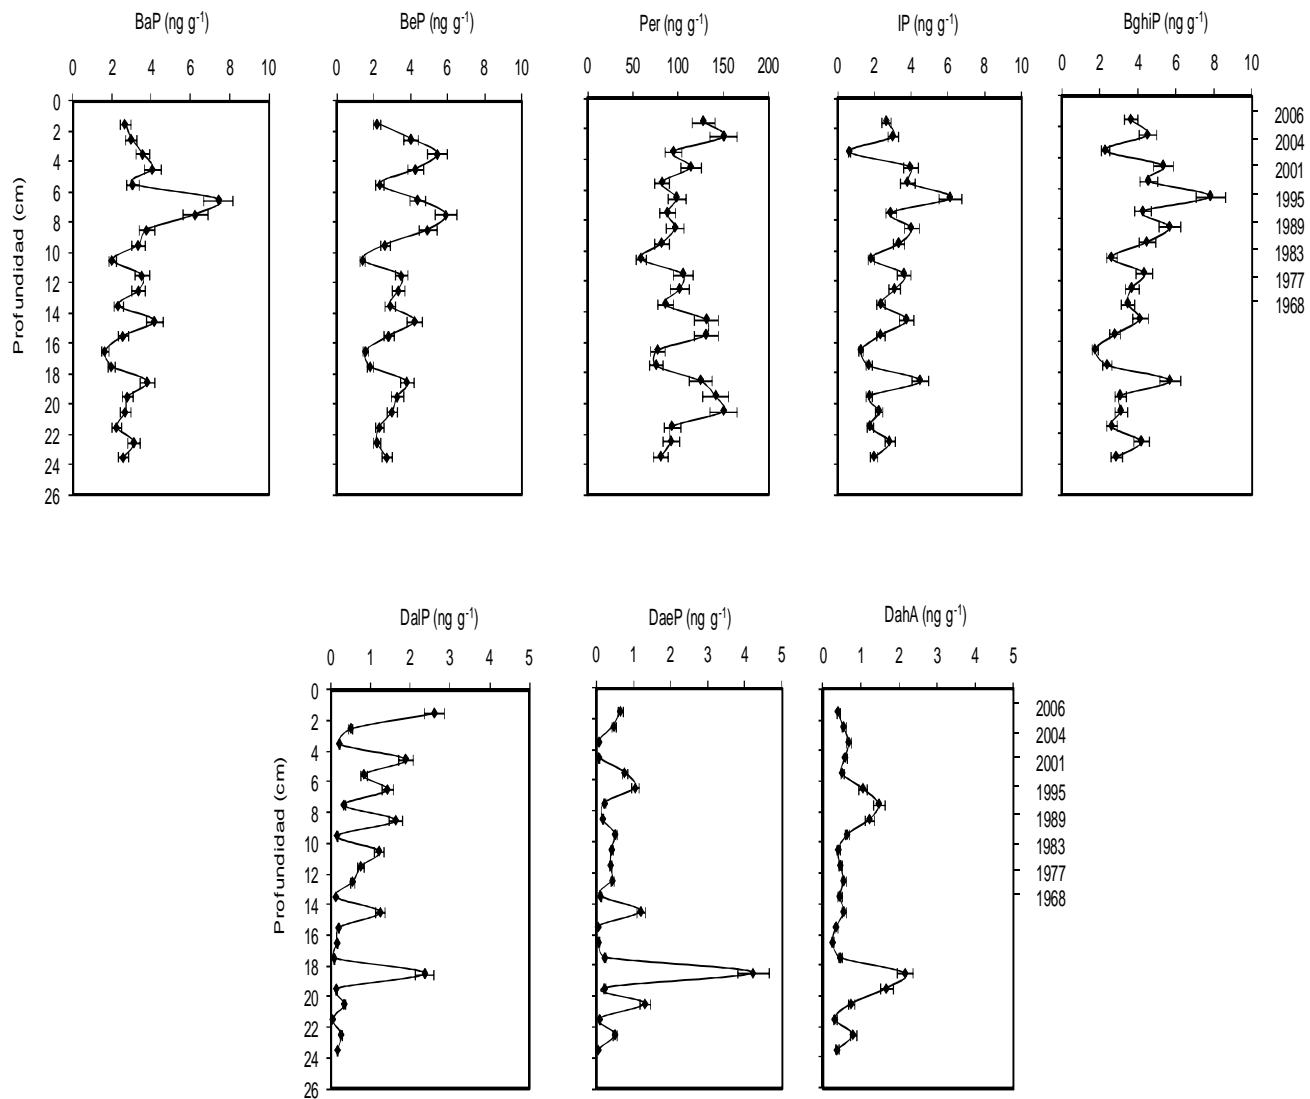 BaP (ng g-1)
BeP (ng g-1)
Per (ng g-1)
IP (ng g-1)
BghiP (ng g-1)
0 2 4 6 8 10
0 2 4 6 8 10
0 50 100 150 200
0 2 4 6 8 10
0 2 4 6 8 10
Profundidad (cm)
0
2
4
6
8
10
12
14
16
18
20
22
24
26
2006
2004
2001
1995
1989
1983
1977
1968
DalP (ng g-1)
DaeP (ng g-1)
DahA (ng g-1)
0 1 2 3 4 5
0 1 2 3 4 5
0 1 2 3 4 5
Profundidad (cm)
0
2
4
6
8
10
12
14
16
18
20
22
24
26
2006
2004
2001
1995
1989
1983
1977
1968